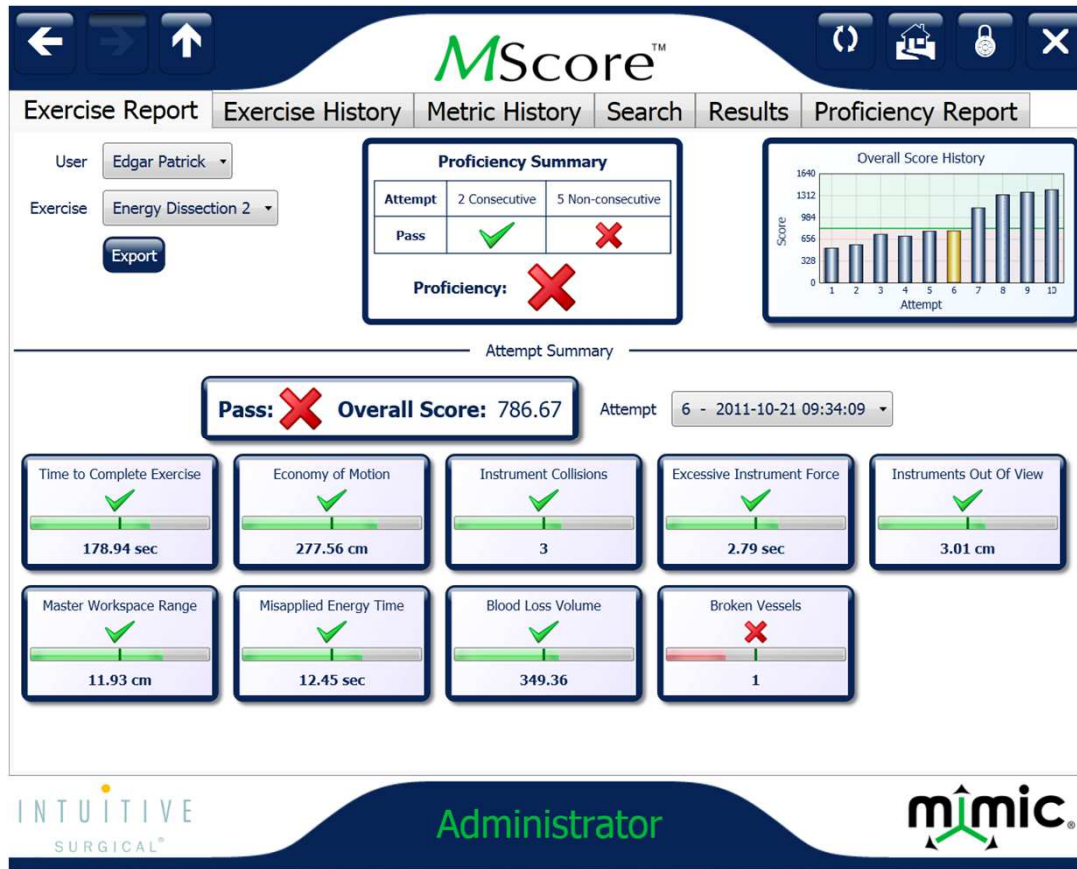 MScore™
Exercise Report Exercise History Metric History Search Results Proficiency Report
User Edgar Patrick
Exercise Energy Dissection 2
Export
Proficiency Summary
Attempt 2 Consecutive 5 Non-consecutive
Pass
Proficiency:
Overall Score History
Score
1640
1312
984
656
328
0
1 2 3 4 5 6 7 8 9 10
Attempt
Attempt Summary
Pass: Overall Score: 786.67 Attempt 6 - 2011-10-21 09:34:09
Time to Complete Exercise Economy of Motion Instrument Collisions Excessive Instrument Force Instruments Out Of View
178.94 sec 277.56 cm 3 2.79 sec 3.01 cm
Master Workspace Range Misapplied Energy Time Blood Loss Volume Broken Vessels
11.93 cm 12.45 sec 349.36 1
INTUITIVE
SURGICAL®
Administrator
mimic®